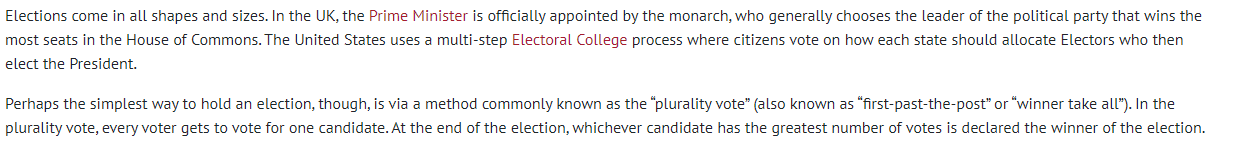 Elections come in all shapes and sizes. In the UK, the Prime Minister is officially appointed by the monarch, who generally chooses the leader of the political party that wins the
most seats in the House of Commons. The United States uses a multi-step Electoral College process where citizens vote on how each state should allocate Electors who then
elect the President.
Perhaps the simplest way to hold an election, though, is via a method commonly known as the “plurality vote” (also known as “first-past-the-post” or “winner take all”). In the
plurality vote, every voter gets to vote for one candidate. At the end of the election, whichever candidate has the greatest number of votes is declared the winner of the election.